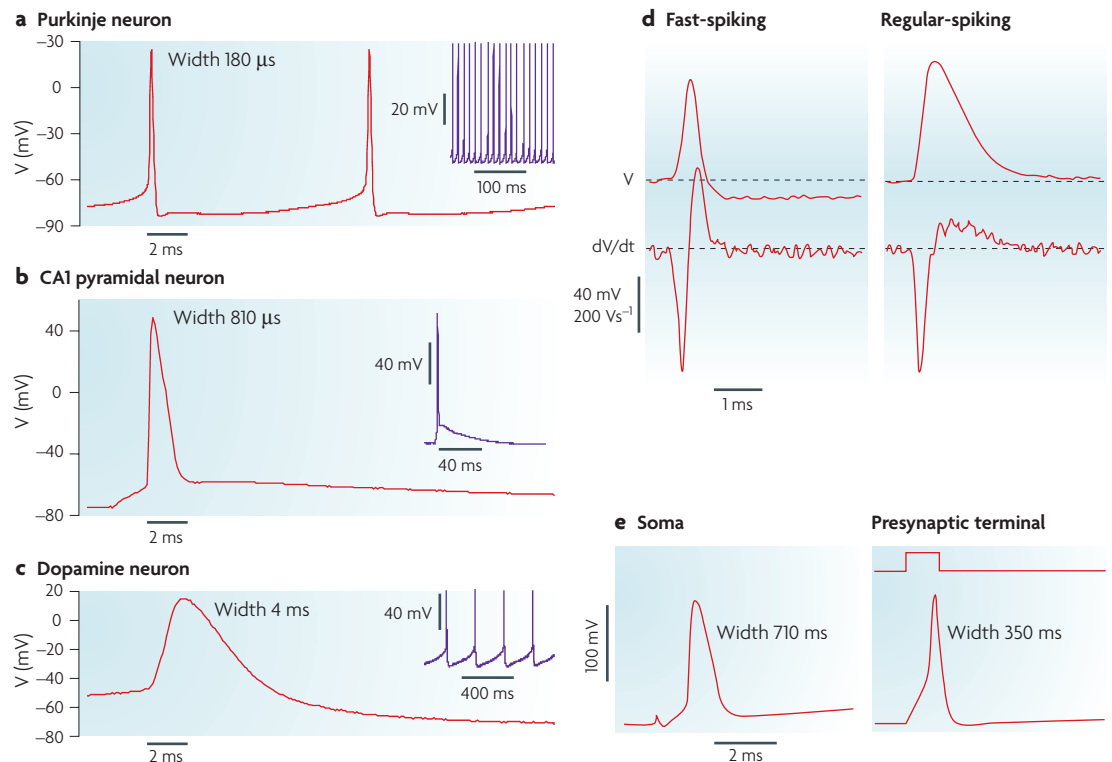 a Purkinje neuron
−30
0
−30
−60
−90
V (mV)
Width 180 µs
20 mV
100 ms
2 ms
b CA1 pyramidal neuron
40
0
−40
−80
V (mV)
Width 810 µs
40 mV
40 ms
2 ms
c Dopamine neuron
20
0
−20
−40
−60
−80
V (mV)
Width 4 ms
40 mV
400 ms
2 ms
d Fast-spiking
Regular-spiking
V
dV/dt
40 mV
200 Vs⁻¹
1 ms
e Soma
Presynaptic terminal
100 mV
Width 710 ms
Width 350 ms
2 ms